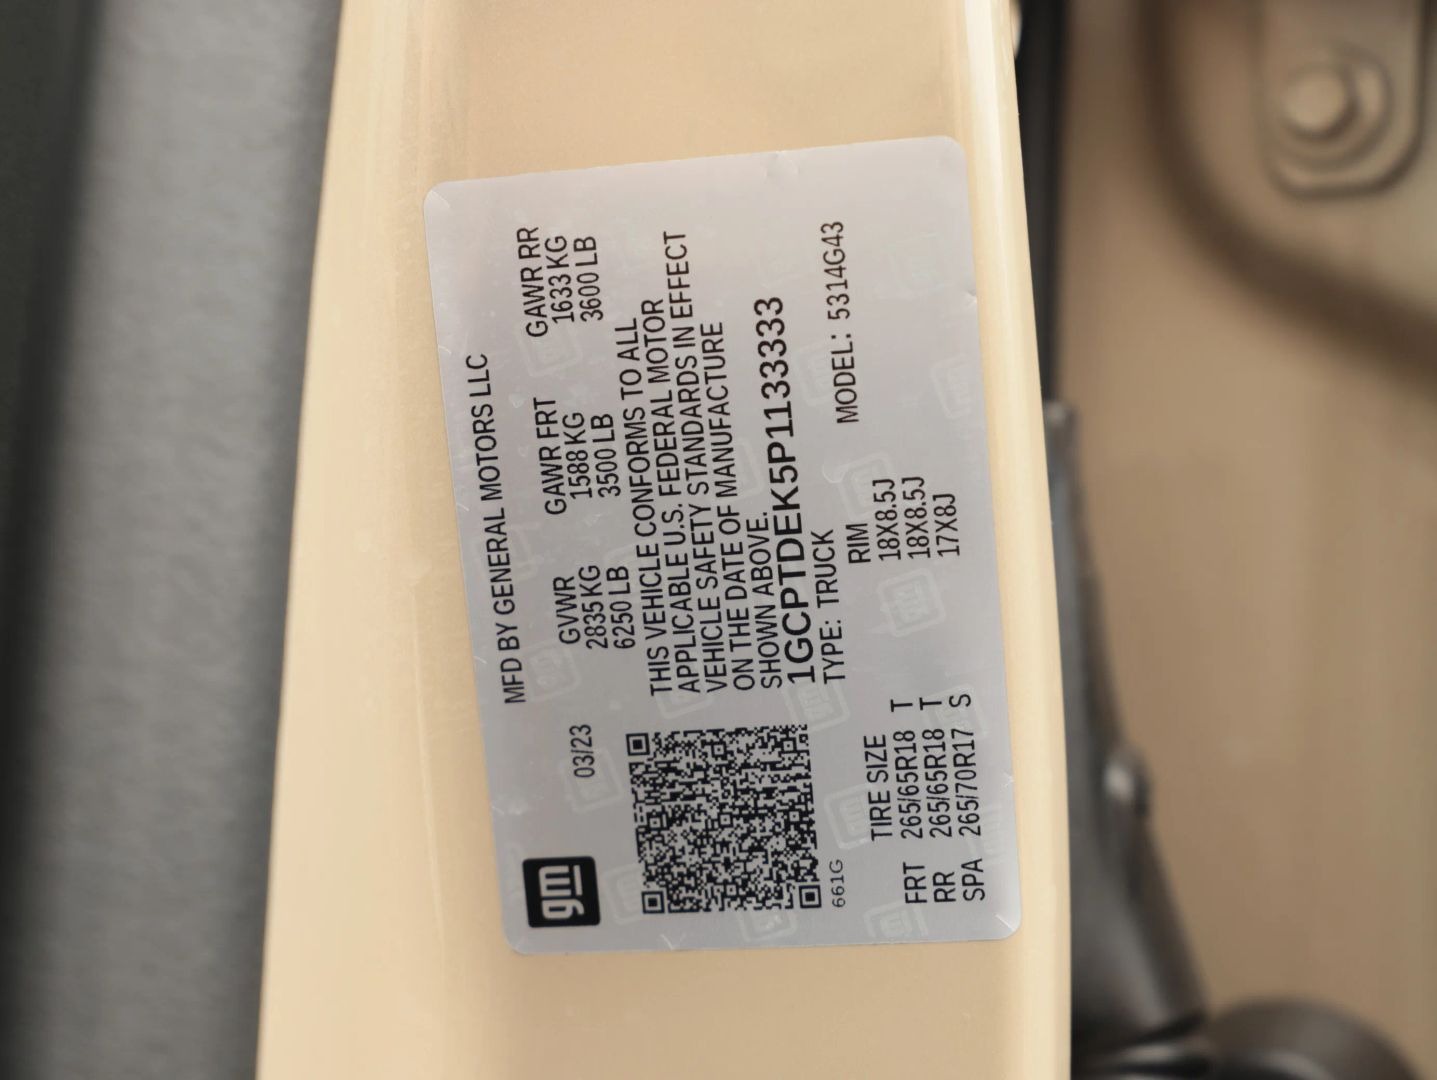 gm
MFD BY GENERAL MOTORS LLC
03/23
GVWR GAWR FRT GAWR RR
2835 KG 1588 KG 1633 KG
6250 LB 3500 LB 3600 LB
THIS VEHICLE CONFORMS TO ALL
APPLICABLE U.S. FEDERAL MOTOR
VEHICLE SAFETY STANDARDS IN EFFECT
ON THE DATE OF MANUFACTURE
SHOWN ABOVE.
1GCPTDEK5P1133333
TYPE: TRUCK MODEL: 5314G43
661G
TIRE SIZE RIM
FRT 265/65R18 T 18X8.5J
RR 265/65R18 T 18X8.5J
SPA 265/70R17 S 17X8J